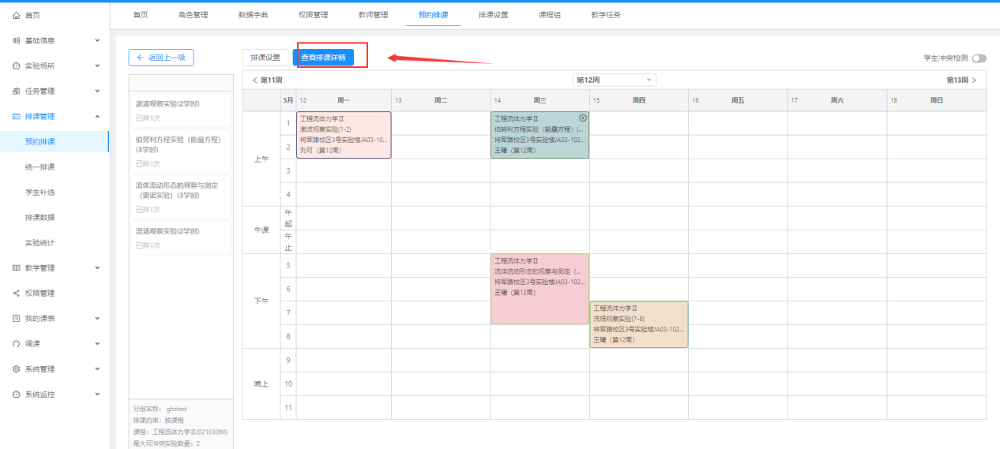 首页
基础信息
实验场所
任务管理
排课管理
预约排课
统一排课
学生补选
排课数据
实验统计
教学管理
权限管理
我的课表
调课
系统管理
系统监控
首页 角色管理 数据字典 权限管理 教师管理 预约排课 排课设置 课程组 教学任务
返回上一级
激波观察实验(2学时)
已排1次
伯努利方程实验（能量方程）
(3学时)
已排1次
流体流动形态的观察与测定
（雷诺实验）(3学时)
已排1次
流场观察实验(2学时)
已排1次
分组名称： ghztest
排课约束：按课程
课程：工程流体力学Ⅱ(02103090)
最大可冲突实验数量：2
排课设置 查看排课详情 学生冲突检测
第11周 第12周 第13周
5月 12 周一 13 周二 14 周三 15 周四 16 周五 17 周六 18 周日
上午
1
2
3
4
午课
午
起
午
止
下午
5
6
7
8
晚上
9
10
11
工程流体力学Ⅱ
激波观察实验(1-2)
将军路校区3号实验楼JA03-10...
刘可（第12周）
工程流体力学Ⅱ
伯努利方程实验（能量方程）(...
将军路校区3号实验楼JA03-102...
王曦（第12周）
工程流体力学Ⅱ
流体流动形态的观察与测定（...
将军路校区3号实验楼JA03-102...
王曦（第12周）
工程流体力学Ⅱ
流场观察实验(7-8)
将军路校区3号实验楼JA03-102...
王曦（第12周）